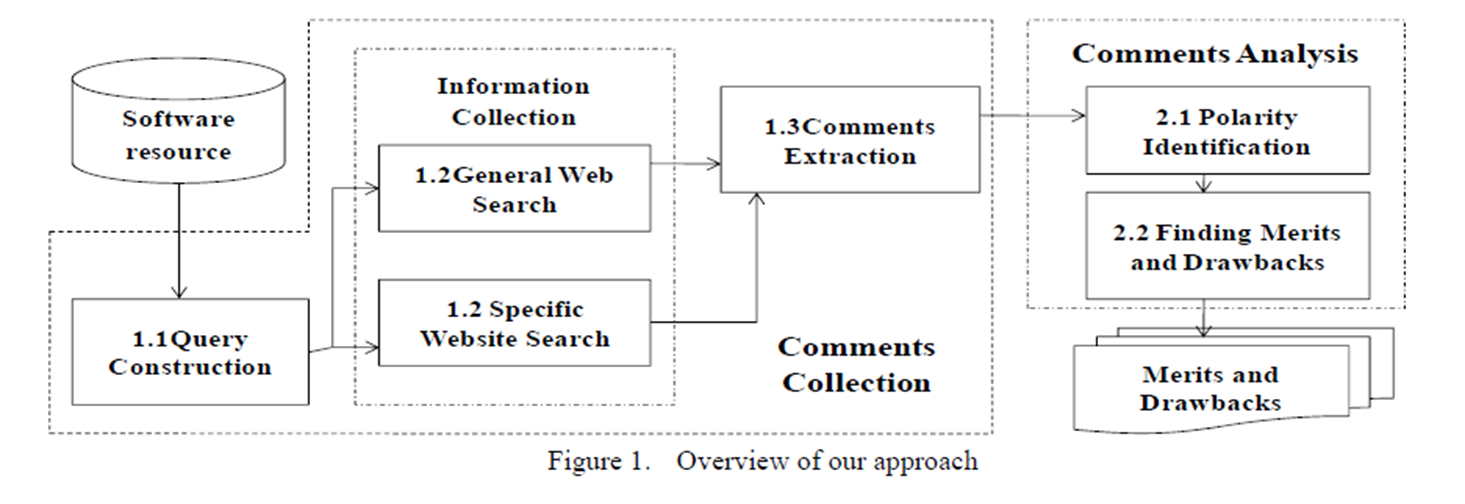 Software
resource
1.1Query
Construction
Information
Collection
1.2General Web
Search
1.2 Specific
Website Search
1.3Comments
Extraction
Comments
Collection
Comments Analysis
2.1 Polarity
Identification
2.2 Finding Merits
and Drawbacks
Merits and
Drawbacks
Figure 1. Overview of our approach